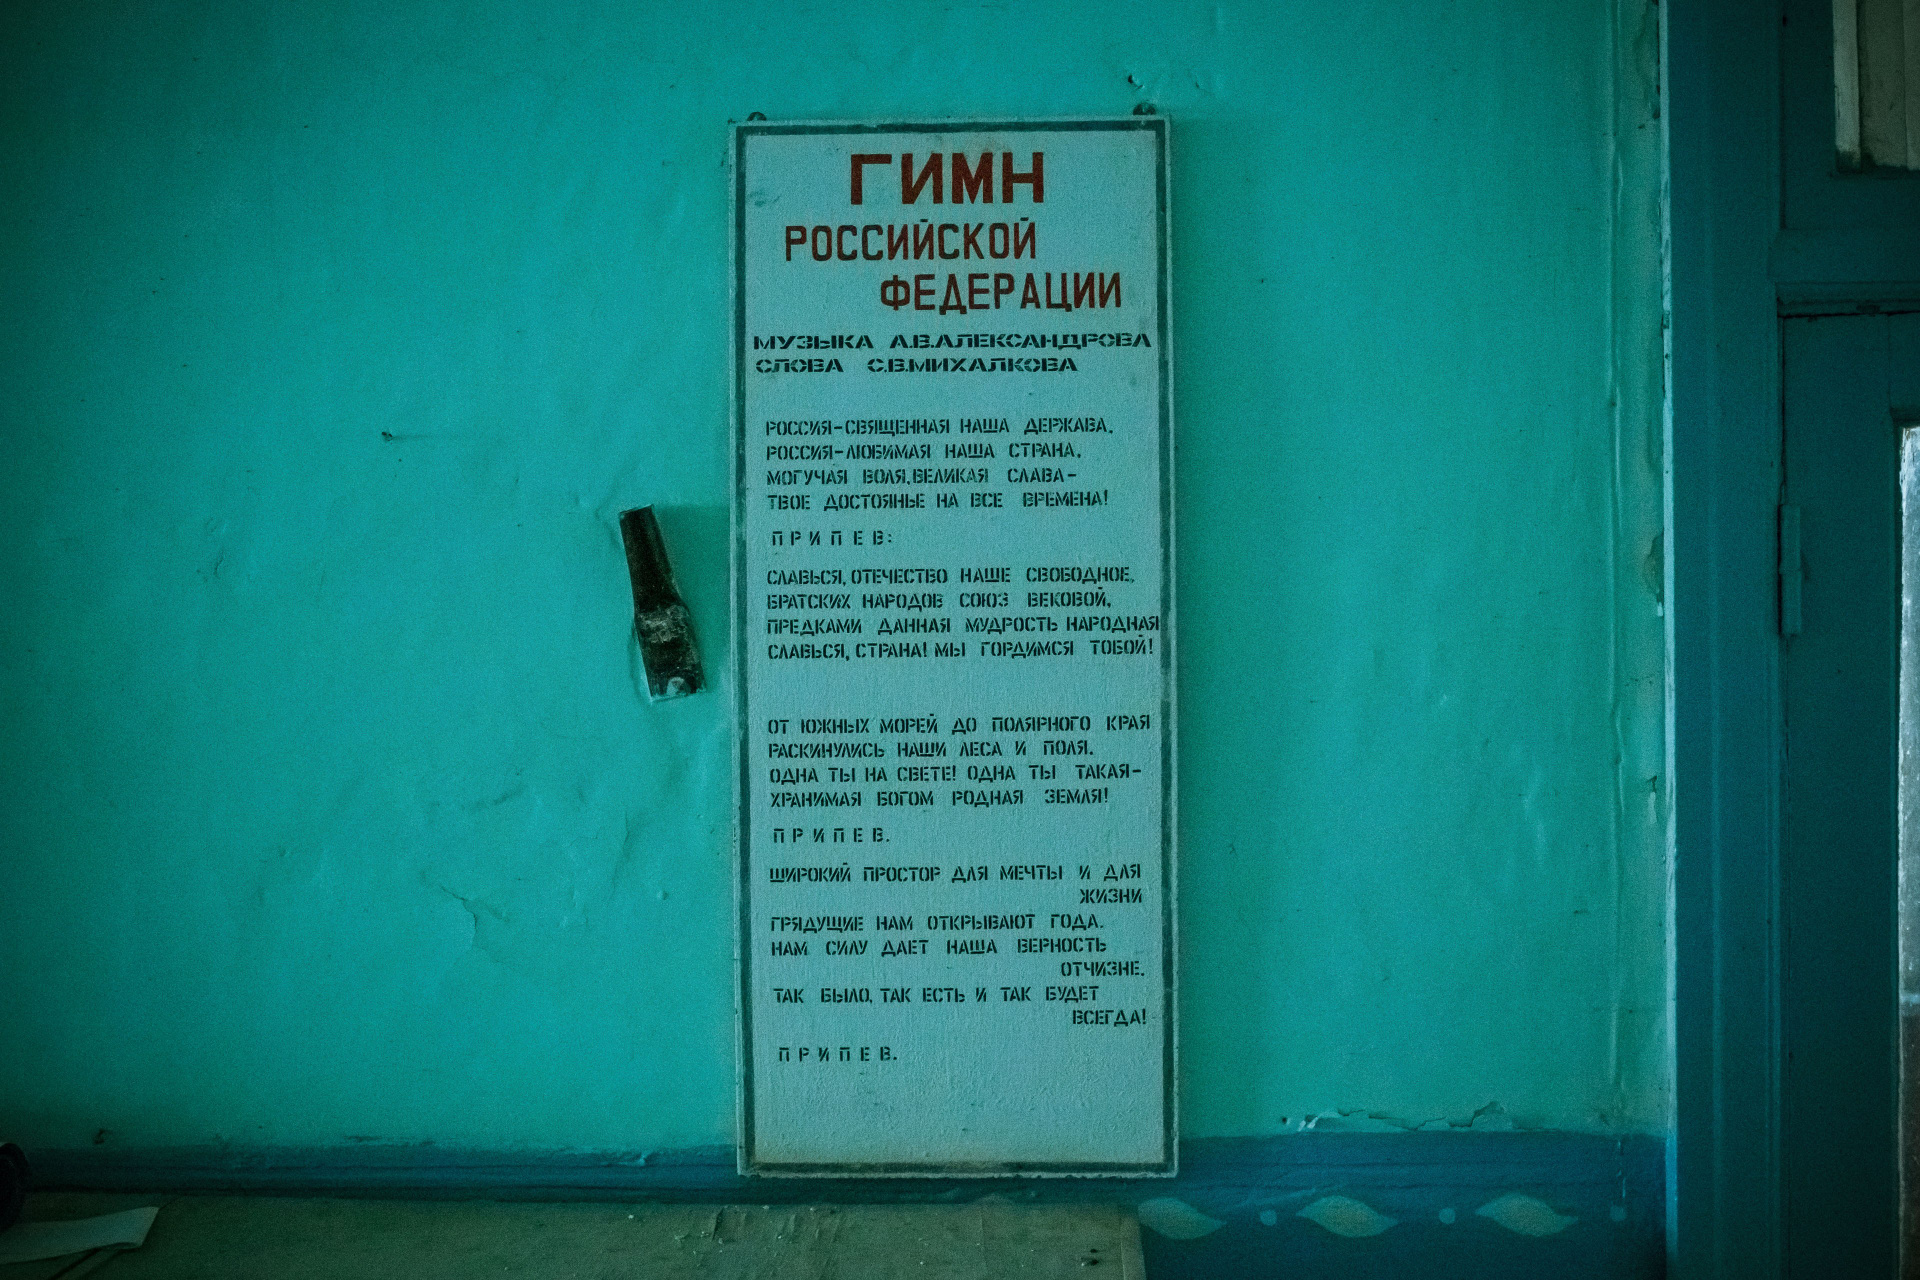 ГИМН
РОССИЙСКОЙ
ФЕДЕРАЦИИ
МУЗЫКА А.В.АЛЕКСАНДРОВА
СЛОВА С.В.МИХАЛКОВА
РОССИЯ-СВЯЩЕННАЯ НАША ДЕРЖАВА,
РОССИЯ-ЛЮБИМАЯ НАША СТРАНА.
МОГУЧАЯ ВОЛЯ,ВЕЛИКАЯ СЛАВА-
ТВОЕ ДОСТОЯНЬЕ НА ВСЕ ВРЕМЕНА!
ПРИПЕВ:
СЛАВЬСЯ, ОТЕЧЕСТВО НАШЕ СВОБОДНОЕ,
БРАТСКИХ НАРОДОВ СОЮЗ ВЕКОВОЙ,
ПРЕДКАМИ ДАННАЯ МУДРОСТЬ НАРОДНАЯ
СЛАВЬСЯ, СТРАНА! МЫ ГОРДИМСЯ ТОБОЙ!
ОТ ЮЖНЫХ МОРЕЙ ДО ПОЛЯРНОГО КРАЯ
РАСКИНУЛИСЬ НАШИ ЛЕСА И ПОЛЯ.
ОДНА ТЫ НА СВЕТЕ! ОДНА ТЫ ТАКАЯ-
ХРАНИМАЯ БОГОМ РОДНАЯ ЗЕМЛЯ!
ПРИПЕВ.
ШИРОКИЙ ПРОСТОР ДЛЯ МЕЧТЫ И ДЛЯ
ЖИЗНИ
ГРЯДУЩИЕ НАМ ОТКРЫВАЮТ ГОДА.
НАМ СИЛУ ДАЕТ НАША ВЕРНОСТЬ
ОТЧИЗНЕ.
ТАК БЫЛО, ТАК ЕСТЬ И ТАК БУДЕТ
ВСЕГДА!
ПРИПЕВ.